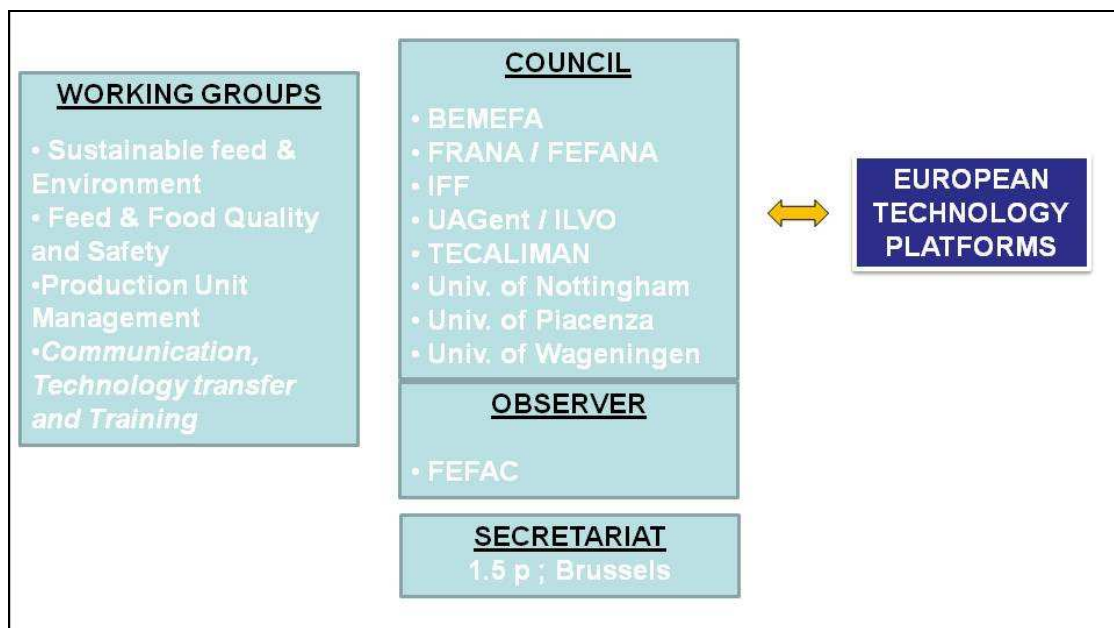 WORKING GROUPS
• Sustainable feed &
Environment
• Feed & Food Quality
and Safety
•Production Unit
Management
•Communication,
Technology transfer
and Training
COUNCIL
• BEMEFA
• FRANA / FEFANA
• IFF
• UAGent / ILVO
• TECALIMAN
• Univ. of Nottingham
• Univ. of Piacenza
• Univ. of Wageningen
OBSERVER
• FEFAC
SECRETARIAT
1.5 p ; Brussels
EUROPEAN
TECHNOLOGY
PLATFORMS